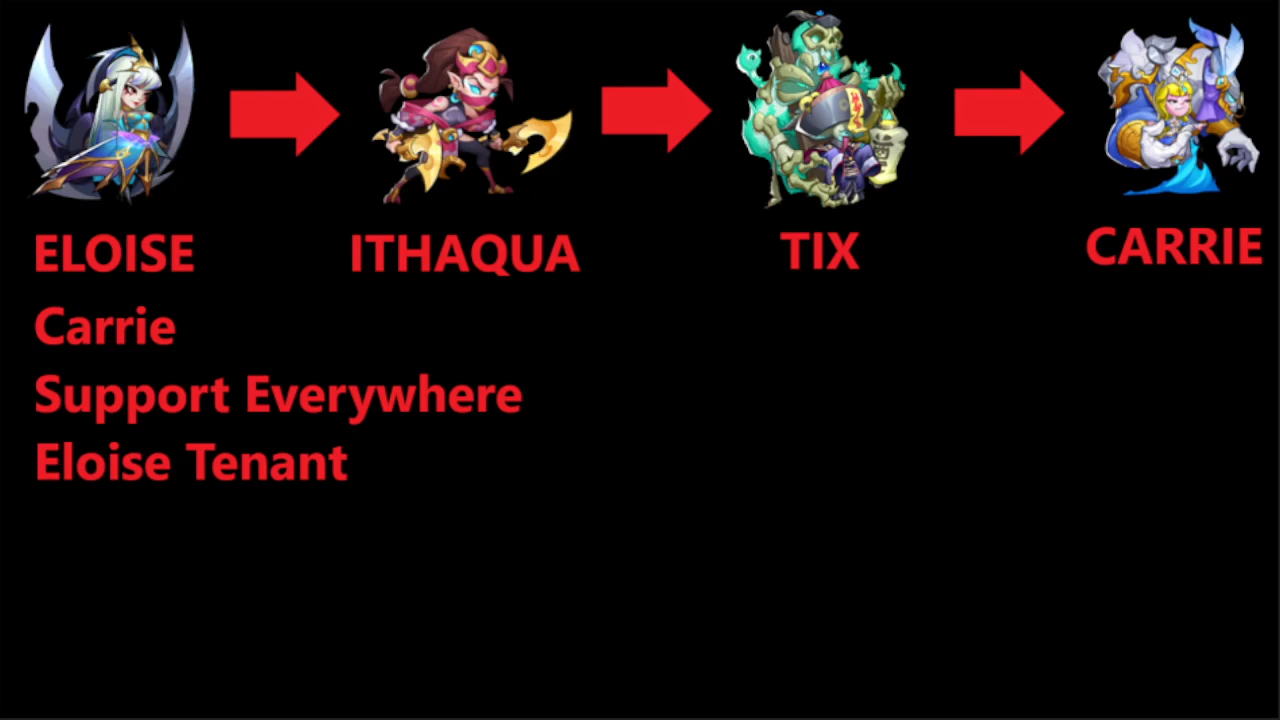 ELOISE ITHAQUA TIX CARRIE
Carrie
Support Everywhere
Eloise Tenant